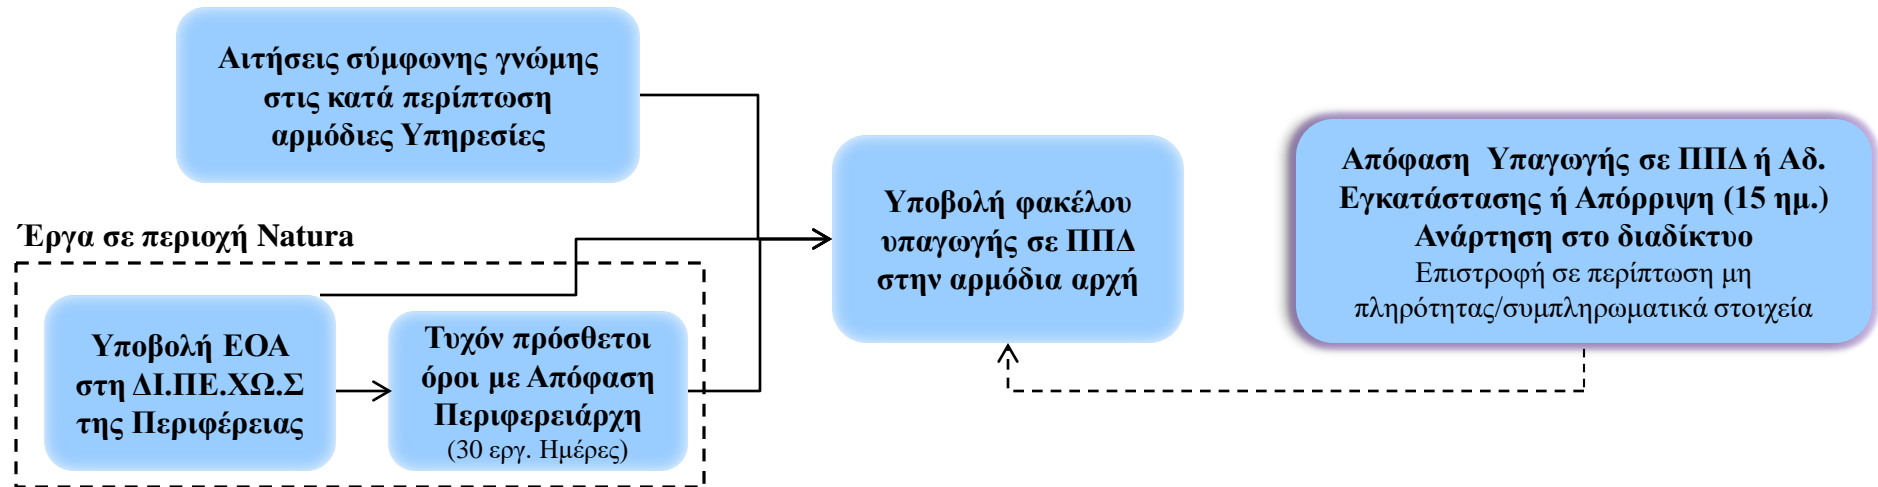 Αιτήσεις σύμφωνης γνώμης
στις κατά περίπτωση
αρμόδιες Υπηρεσίες
Έργα σε περιοχή Natura
Υποβολή ΕΟΑ
στη ΔΙ.ΠΕ.ΧΩ.Σ
της Περιφέρειας
Τυχόν πρόσθετοι
όροι με Απόφαση
Περιφερειάρχη
(30 εργ. Ημέρες)
Υποβολή φακέλου
υπαγωγής σε ΠΠΔ
στην αρμόδια αρχή
Απόφαση Υπαγωγής σε ΠΠΔ ή Αδ.
Εγκατάστασης ή Απόρριψη (15 ημ.)
Ανάρτηση στο διαδίκτυο
Επιστροφή σε περίπτωση μη
πληρότητας/συμπληρωματικά στοιχεία